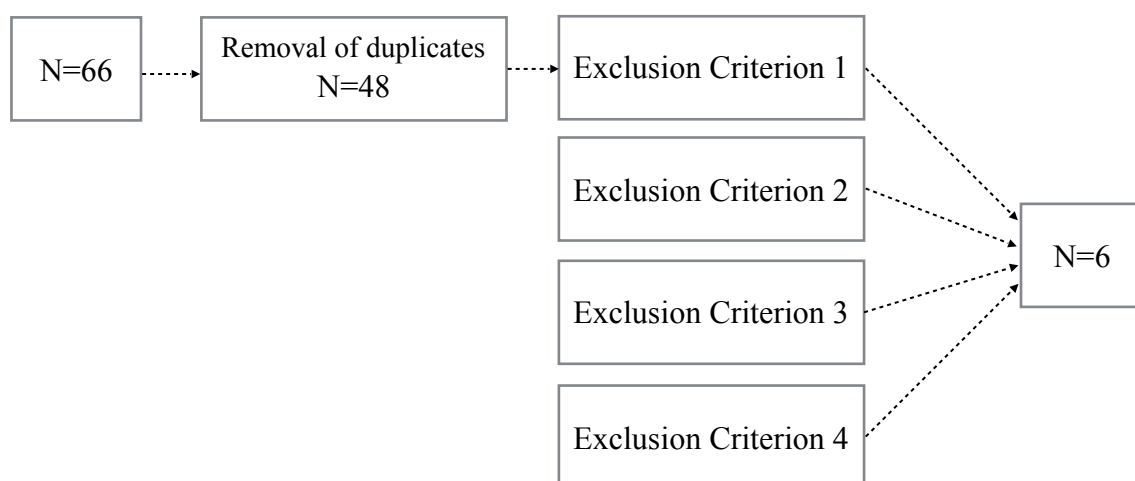 N=66
Removal of duplicates
N=48
Exclusion Criterion 1
Exclusion Criterion 2
Exclusion Criterion 3
Exclusion Criterion 4
N=6